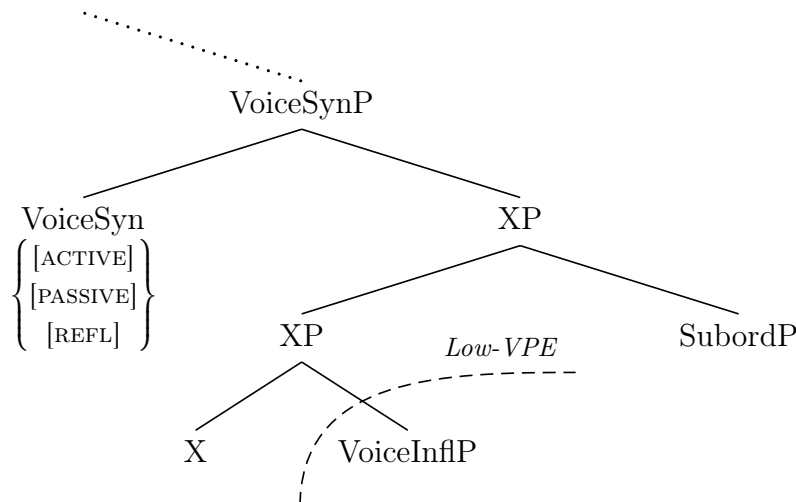 VoiceSynP
VoiceSyn
XP
[ACTIVE]
[PASSIVE]
[REFL]
XP
Low-VPE
SubordP
X
VoiceInflP